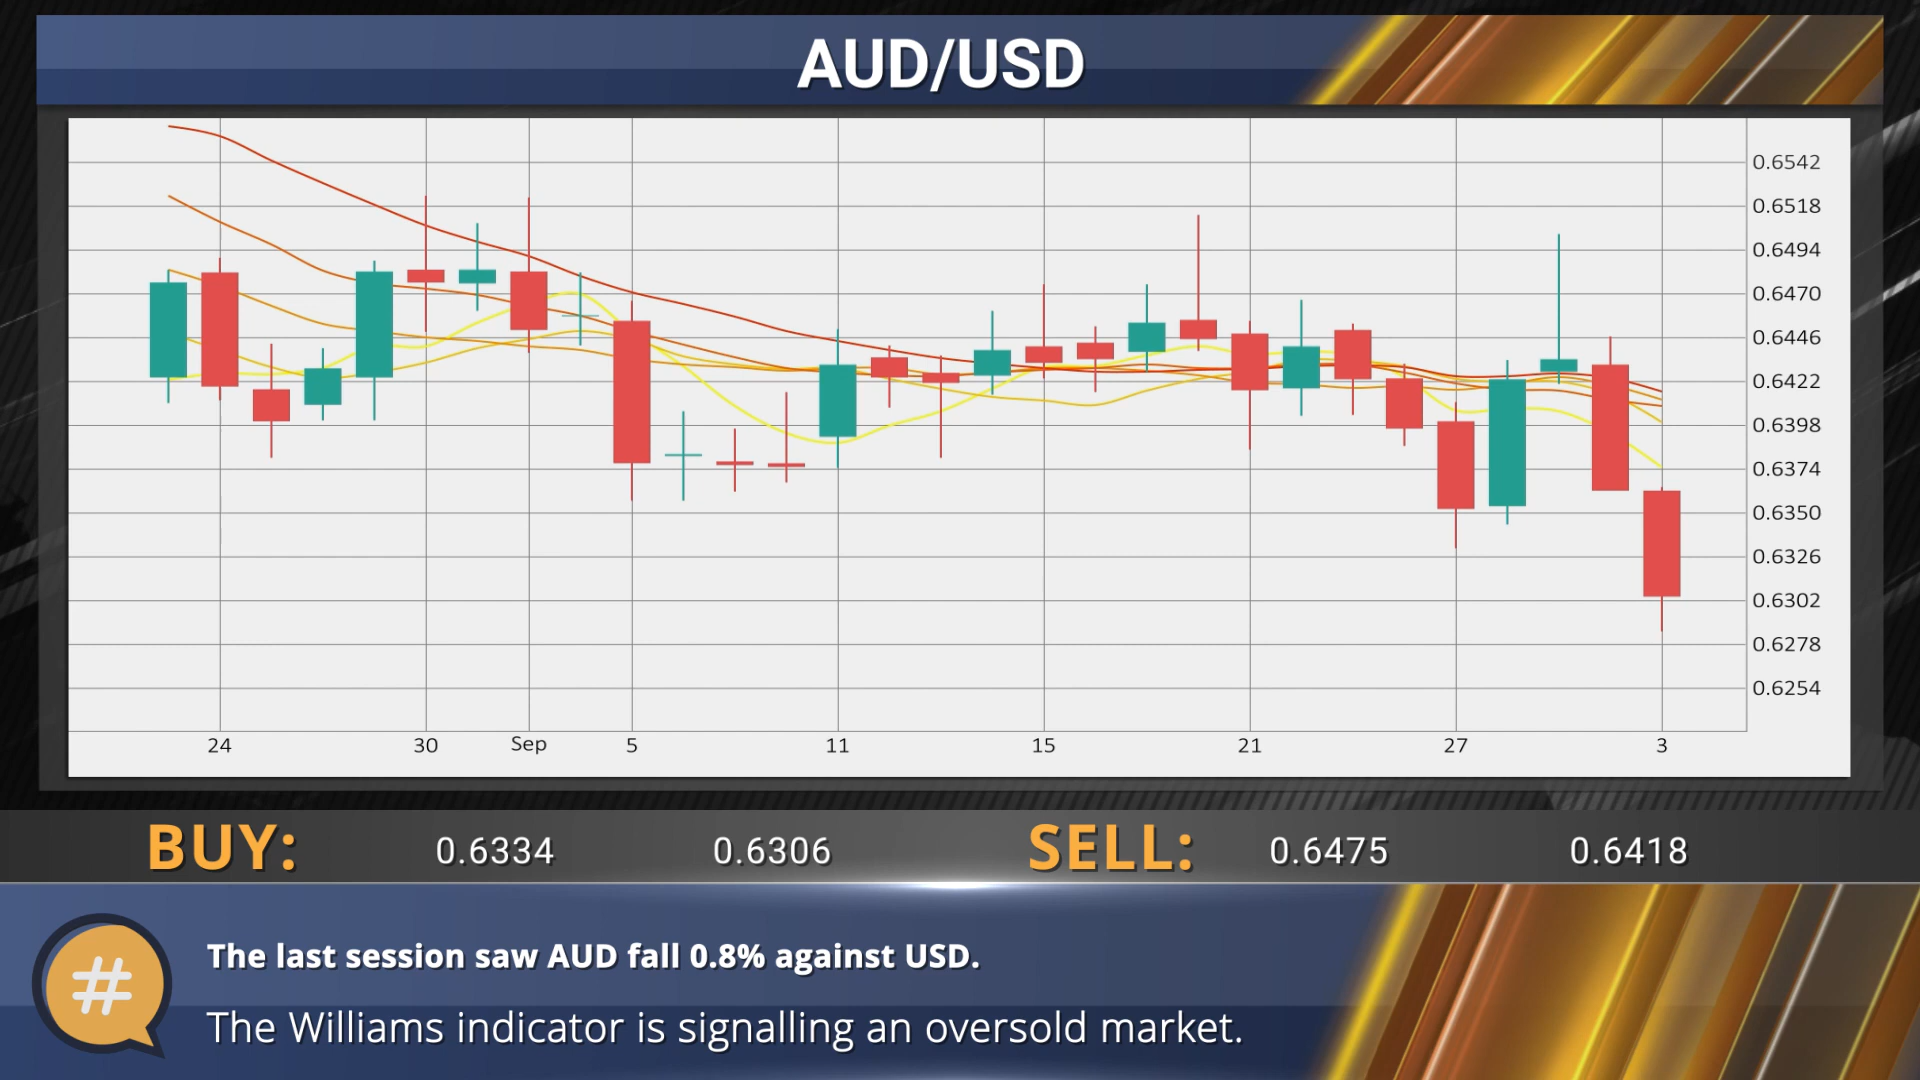 AUD/USD
0.6542
0.6518
0.6494
0.6470
0.6446
0.6422
0.6398
0.6374
0.6350
0.6326
0.6302
0.6278
0.6254
24 30 Sep 5 11 15 21 27 3
BUY: 0.6334 0.6306 SELL: 0.6475 0.6418
#
The last session saw AUD fall 0.8% against USD.
The Williams indicator is signalling an oversold market.